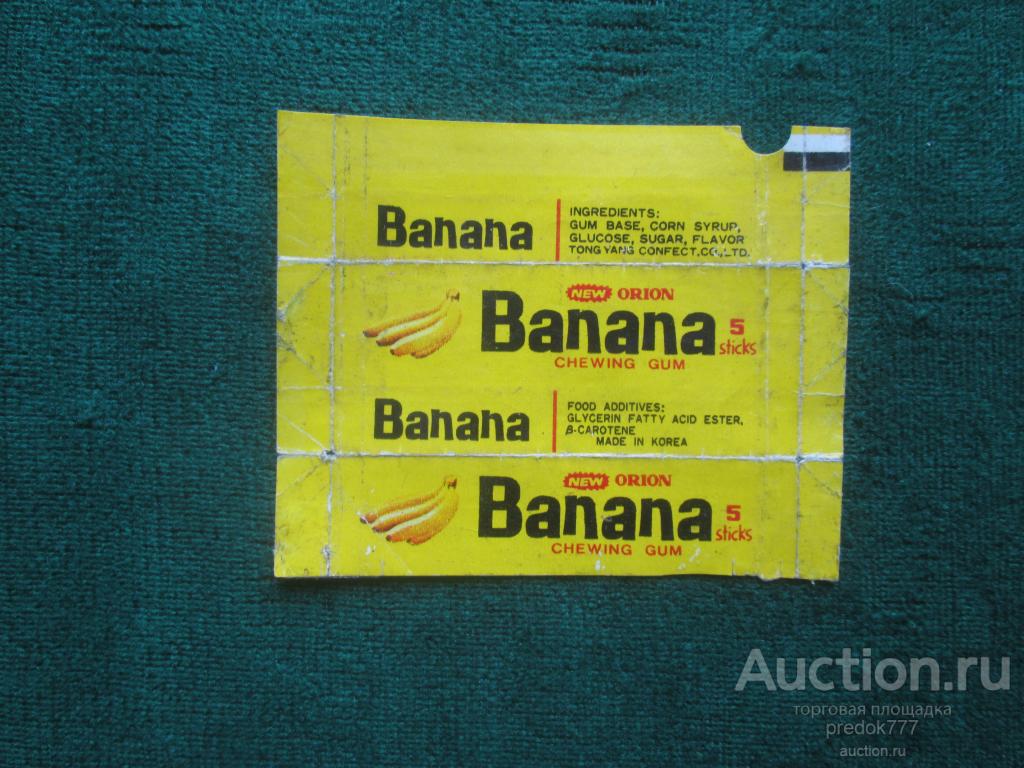 Banana
INGREDIENTS:
GUM BASE, CORN SYRUP,
GLUCOSE, SUGAR, FLAVOR
TONG YANG CONFECT.CO.,LTD.
NEW ORION
Banana
5
sticks
CHEWING GUM
Banana
FOOD ADDITIVES:
GLYCERIN FATTY ACID ESTER,
β-CAROTENE
MADE IN KOREA
NEW ORION
Banana
5
sticks
CHEWING GUM
Auction.ru
торговая площадка
predok777
auction.ru